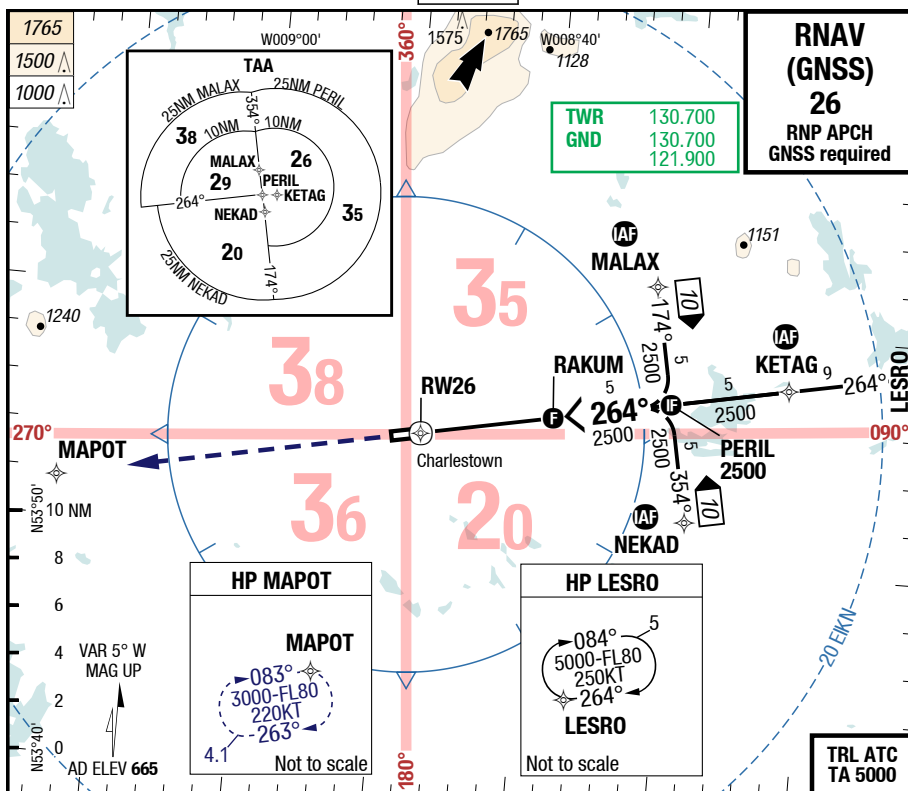 1765
1500
1000
W009°00'
360°
1575
1765
W008°40'
1128
RNAV
(GNSS)
26
RNP APCH
GNSS required
TAA
25NM MALAX
25NM PERIL
354°
10NM
10NM
38
26
MALAX
29
PERIL
KETAG
264°
NEKAD
35
20
174°
25NM NEKAD
TWR 130.700
GND 130.700
121.900
IAF
MALAX
1151
1240
35
174°
10
5
2500
IAF
KETAG
LESRO
38
RAKUM
RW26
5
264°
2500
F
IF
5
2500
9
264°
270°
090°
MAPOT
Charlestown
PERIL
2500
5
2500
354°
10
IAF
NEKAD
N53°50'
10 NM
36
20
8
6
4
2
0
N53°40'
VAR 5° W
MAG UP
AD ELEV 665
HP MAPOT
MAPOT
083°
3000-FL80
220KT
263°
4.1
Not to scale
HP LESRO
084°
5
5000-FL80
250KT
264°
LESRO
Not to scale
20 EIKN
180°
TRL ATC
TA 5000